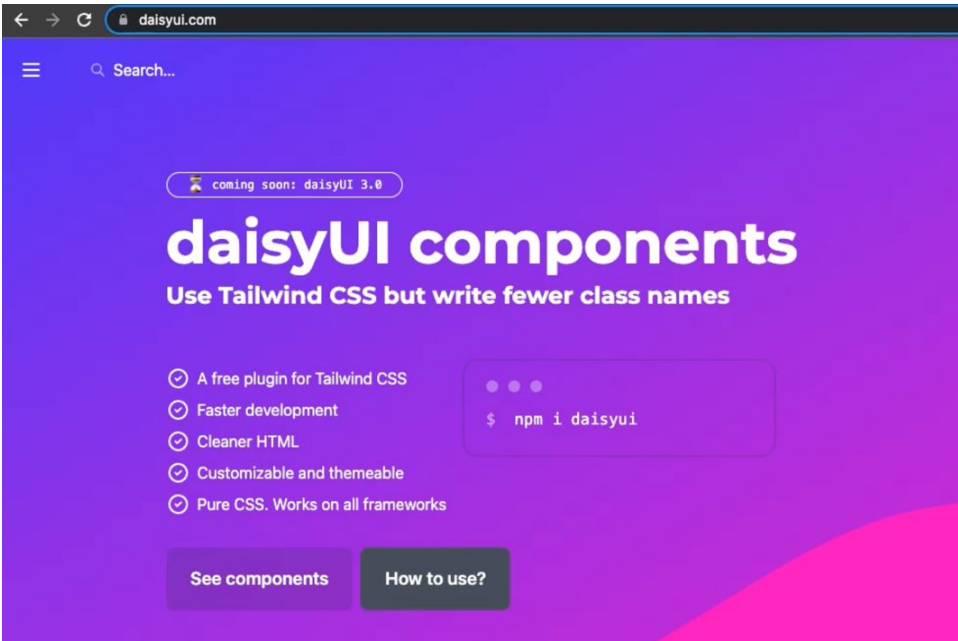 daisyui.com
Search...
⏳ coming soon: daisyUI 3.0
daisyUI components
Use Tailwind CSS but write fewer class names
A free plugin for Tailwind CSS
Faster development
Cleaner HTML
Customizable and themeable
Pure CSS. Works on all frameworks
$ npm i daisyui
See components
How to use?